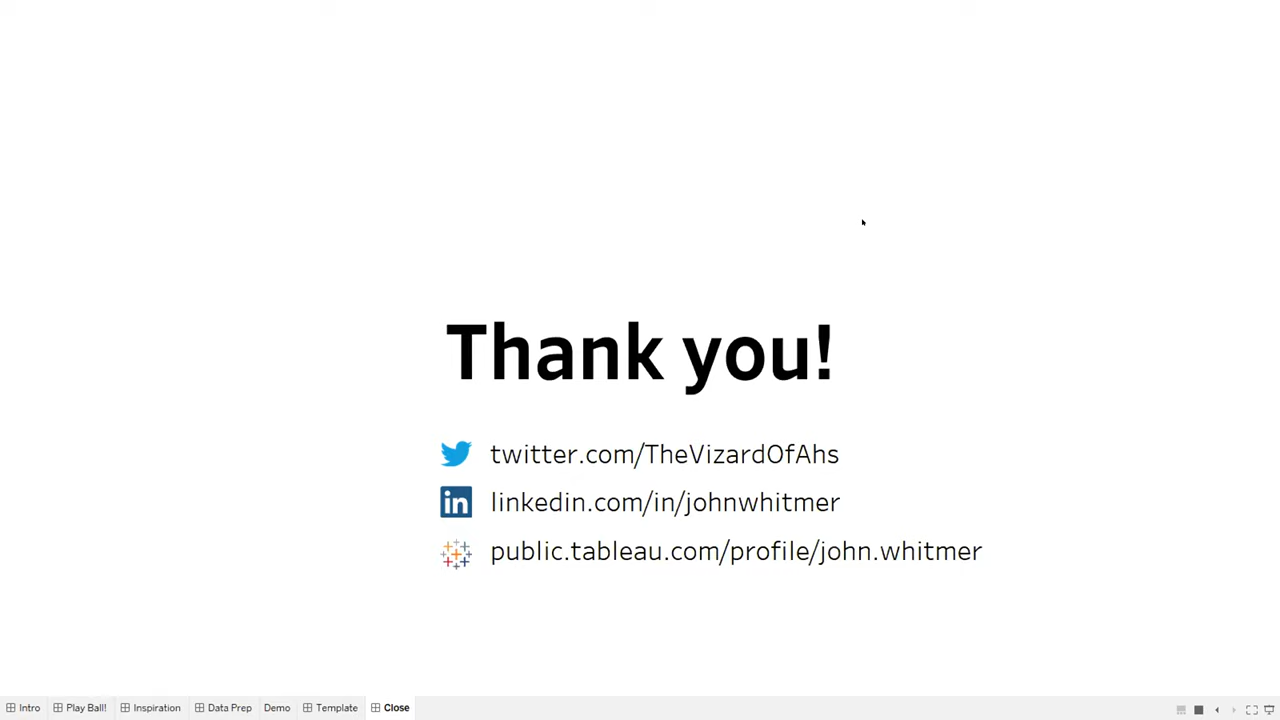 Thank you!
twitter.com/TheVizardOfAhs
in linkedin.com/in/johnwhitmer
public.tableau.com/profile/john.whitmer
Intro Play Ball! Inspiration Data Prep Demo Template Close